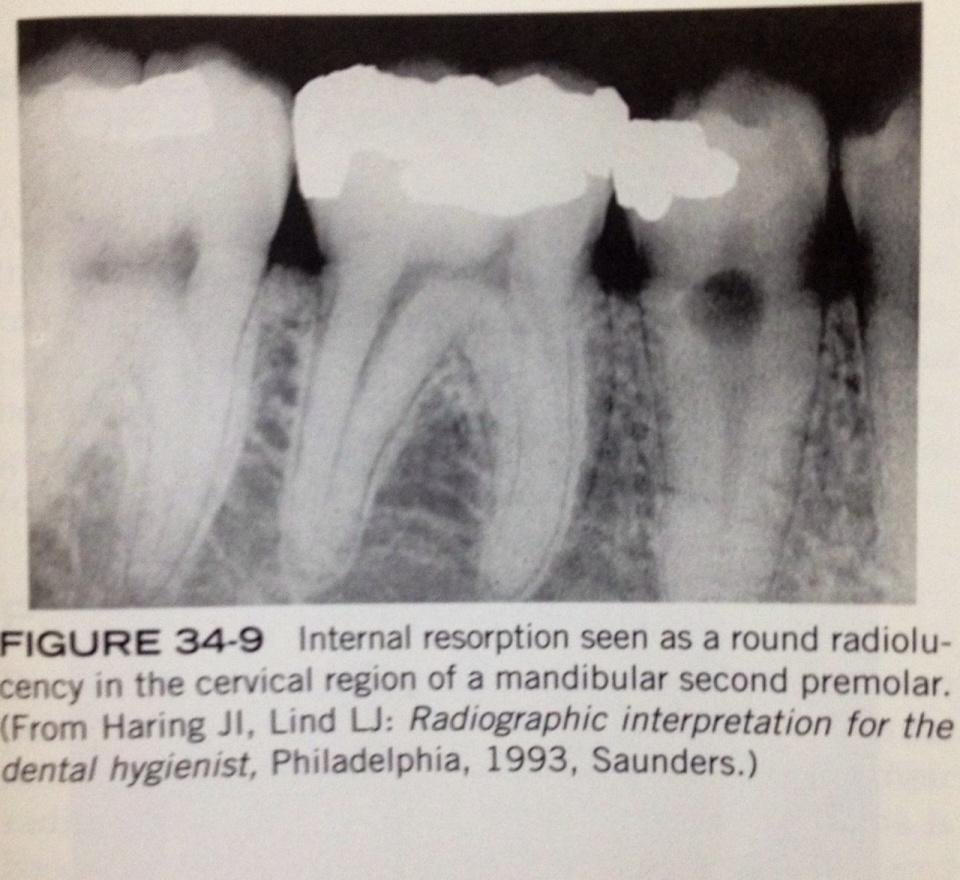 FIGURE 34-9 Internal resorption seen as a round radiolu-
cency in the cervical region of a mandibular second premolar.
(From Haring JI, Lind LJ: Radiographic interpretation for the
dental hygienist, Philadelphia, 1993, Saunders.)